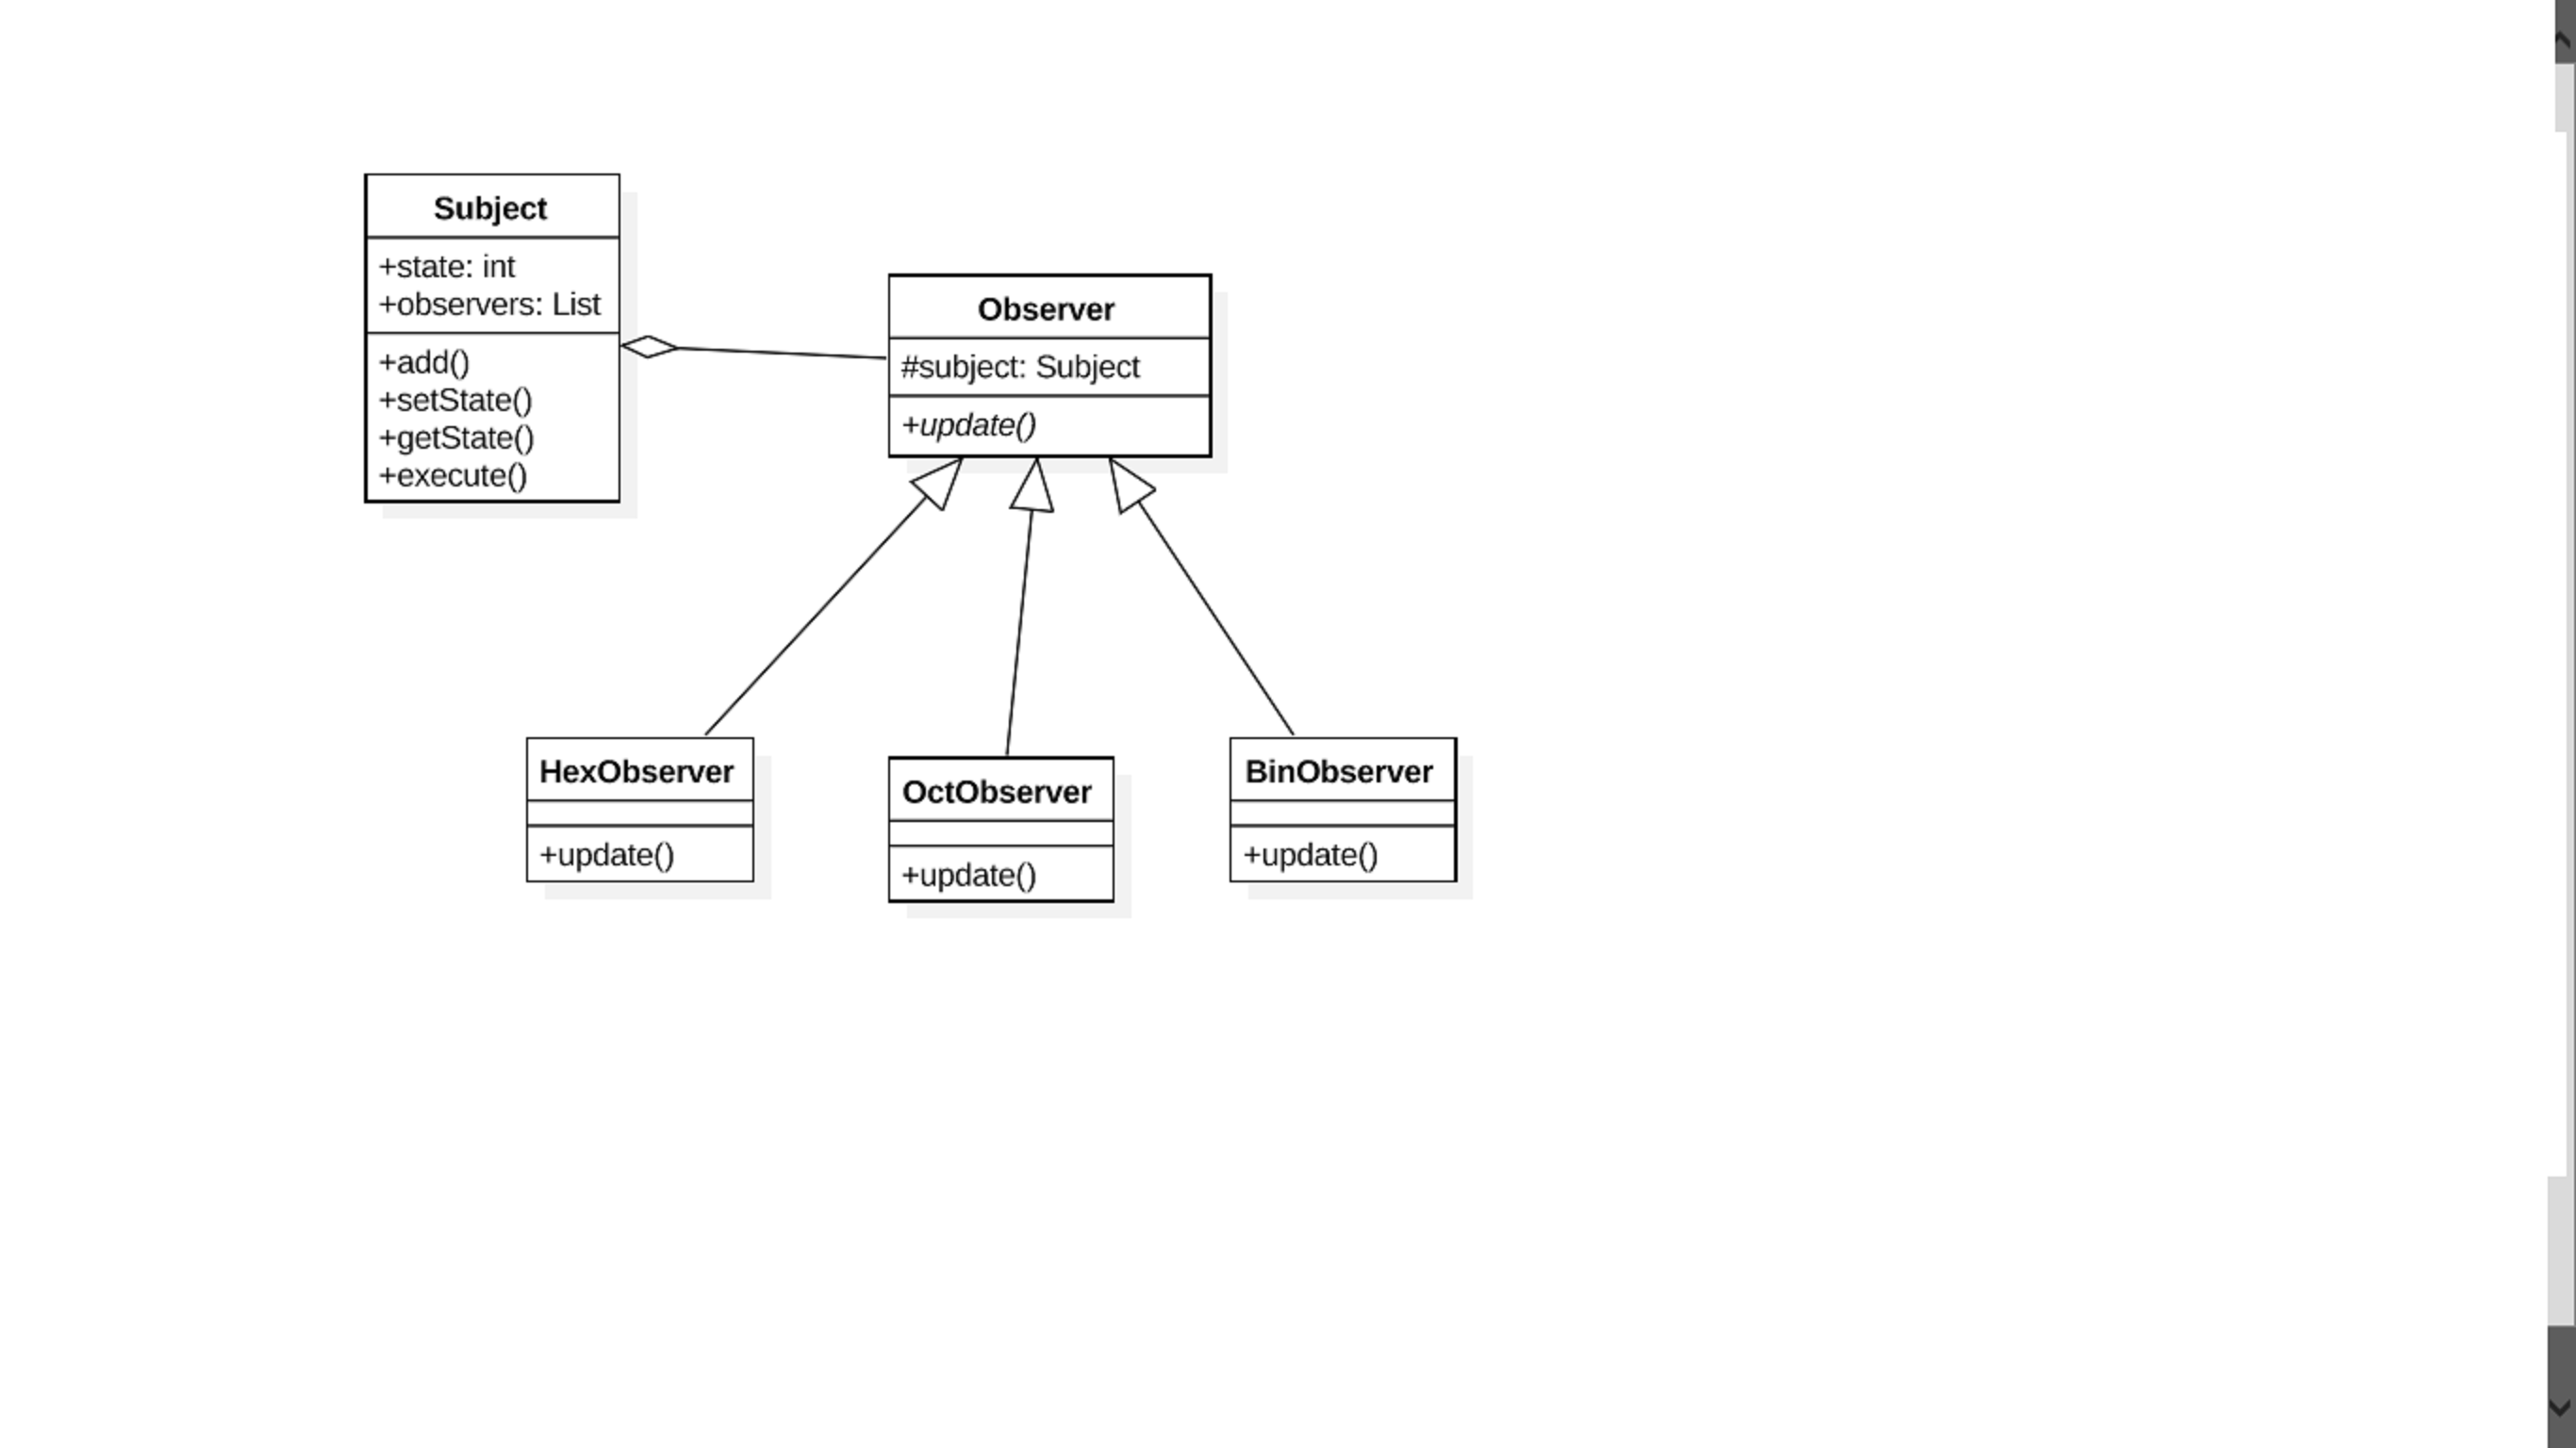 Subject
+state: int
+observers: List
+add()
+setState()
+getState()
+execute()
Observer
#subject: Subject
+update()
HexObserver
+update()
OctObserver
+update()
BinObserver
+update()